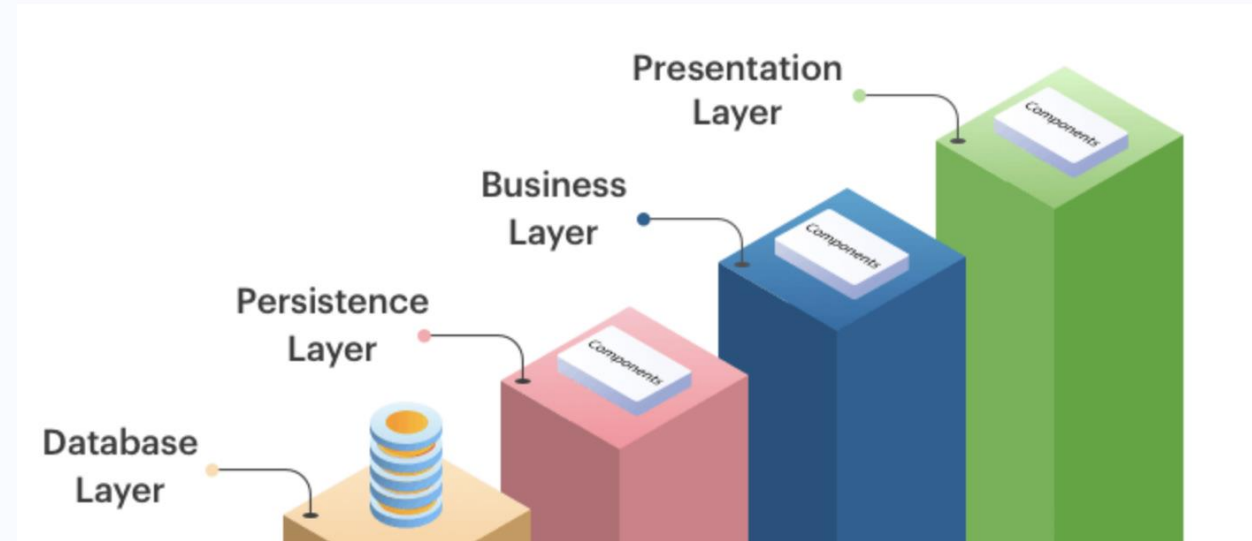 Presentation
Layer
Components
Business
Layer
Components
Persistence
Layer
Components
Database
Layer